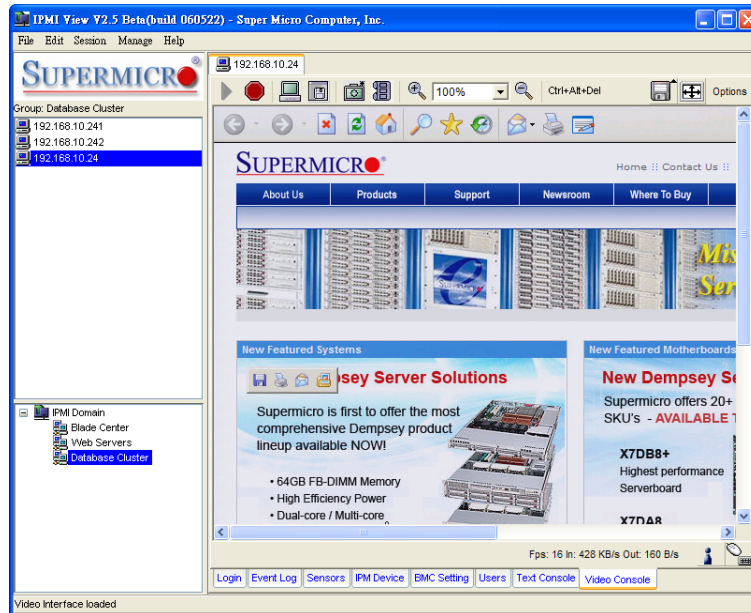 IPMI View V2.5 Beta(build 060522) - Super Micro Computer, Inc.
File Edit Session Manage Help
SUPERMICRO®
Group: Database Cluster
192.168.10.241
192.168.10.242
192.168.10.24
IPMI Domain
Blade Center
Web Servers
Database Cluster
192.168.10.24
100% Ctrl+Alt+Del Options
SUPERMICRO®
Home :: Contact Us ::
About Us Products Support Newsroom Where To Buy
Mis
Ser
New Featured Systems
sey Server Solutions
Supermicro is first to offer the most
comprehensive Dempsey product
lineup available NOW!
• 64GB FB-DIMM Memory
• High Efficiency Power
• Dual-core / Multi-core
New Featured Motherboards
New Dempsey Se
Supermicro offers 20+
SKU's - AVAILABLE T
X7DB8+
Highest performance
Serverboard
X7DA8
Fps: 16 In: 428 KB/s Out: 160 B/s
Login Event Log Sensors IPM Device BMC Setting Users Text Console Video Console
Video Interface loaded